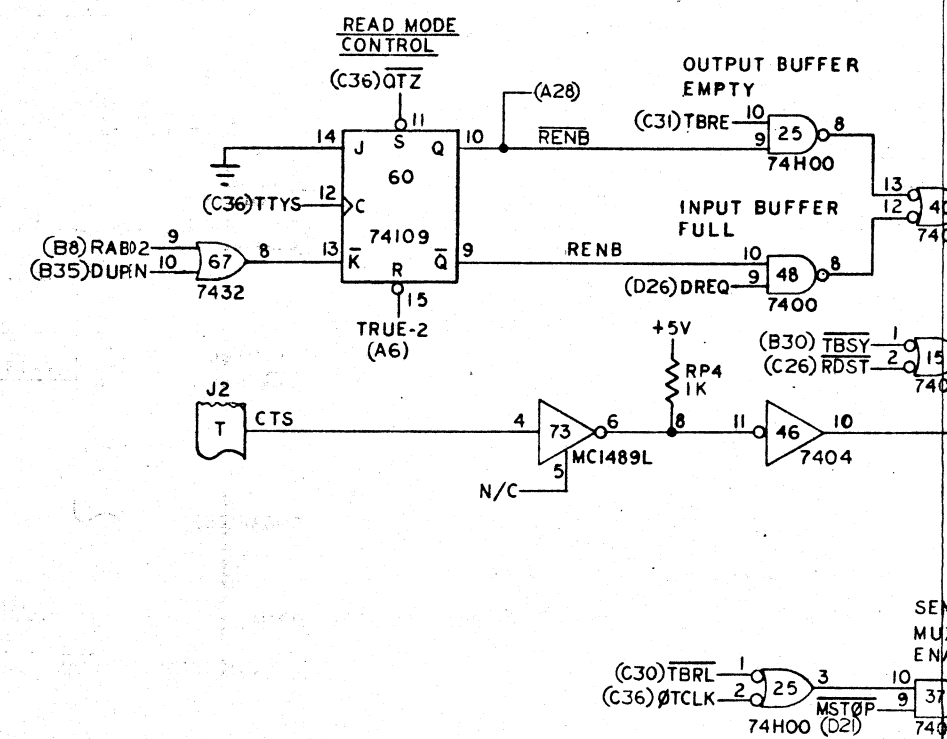 READ MODE
CONTROL
(C36) QTZ
11
14 J S Q 10
(A28)
RENB
60
(C36) TTYS 12 C
74109
(B8) RABD2 9
(B35) DUPEN 10
67 8
7432
13 K R Q 9
RENB
15
TRUE-2
(A6)
OUTPUT BUFFER
EMPTY
(C31) TBRE 10
9 25 8
74H00
INPUT BUFFER
FULL
10
(D26) DREQ 9
48 8
7400
13
12
(B30) TBSY 1
(C26) RDST 2
15
J2
T CTS
4 73 6
5 MC1489L
N/C
+5V
RP4
1K
8
11 46 10
7404
(C30) TBRL 1
(C36) ØTCLK 2
25 3
74H00
10
MSTØP 9
(D21)
37